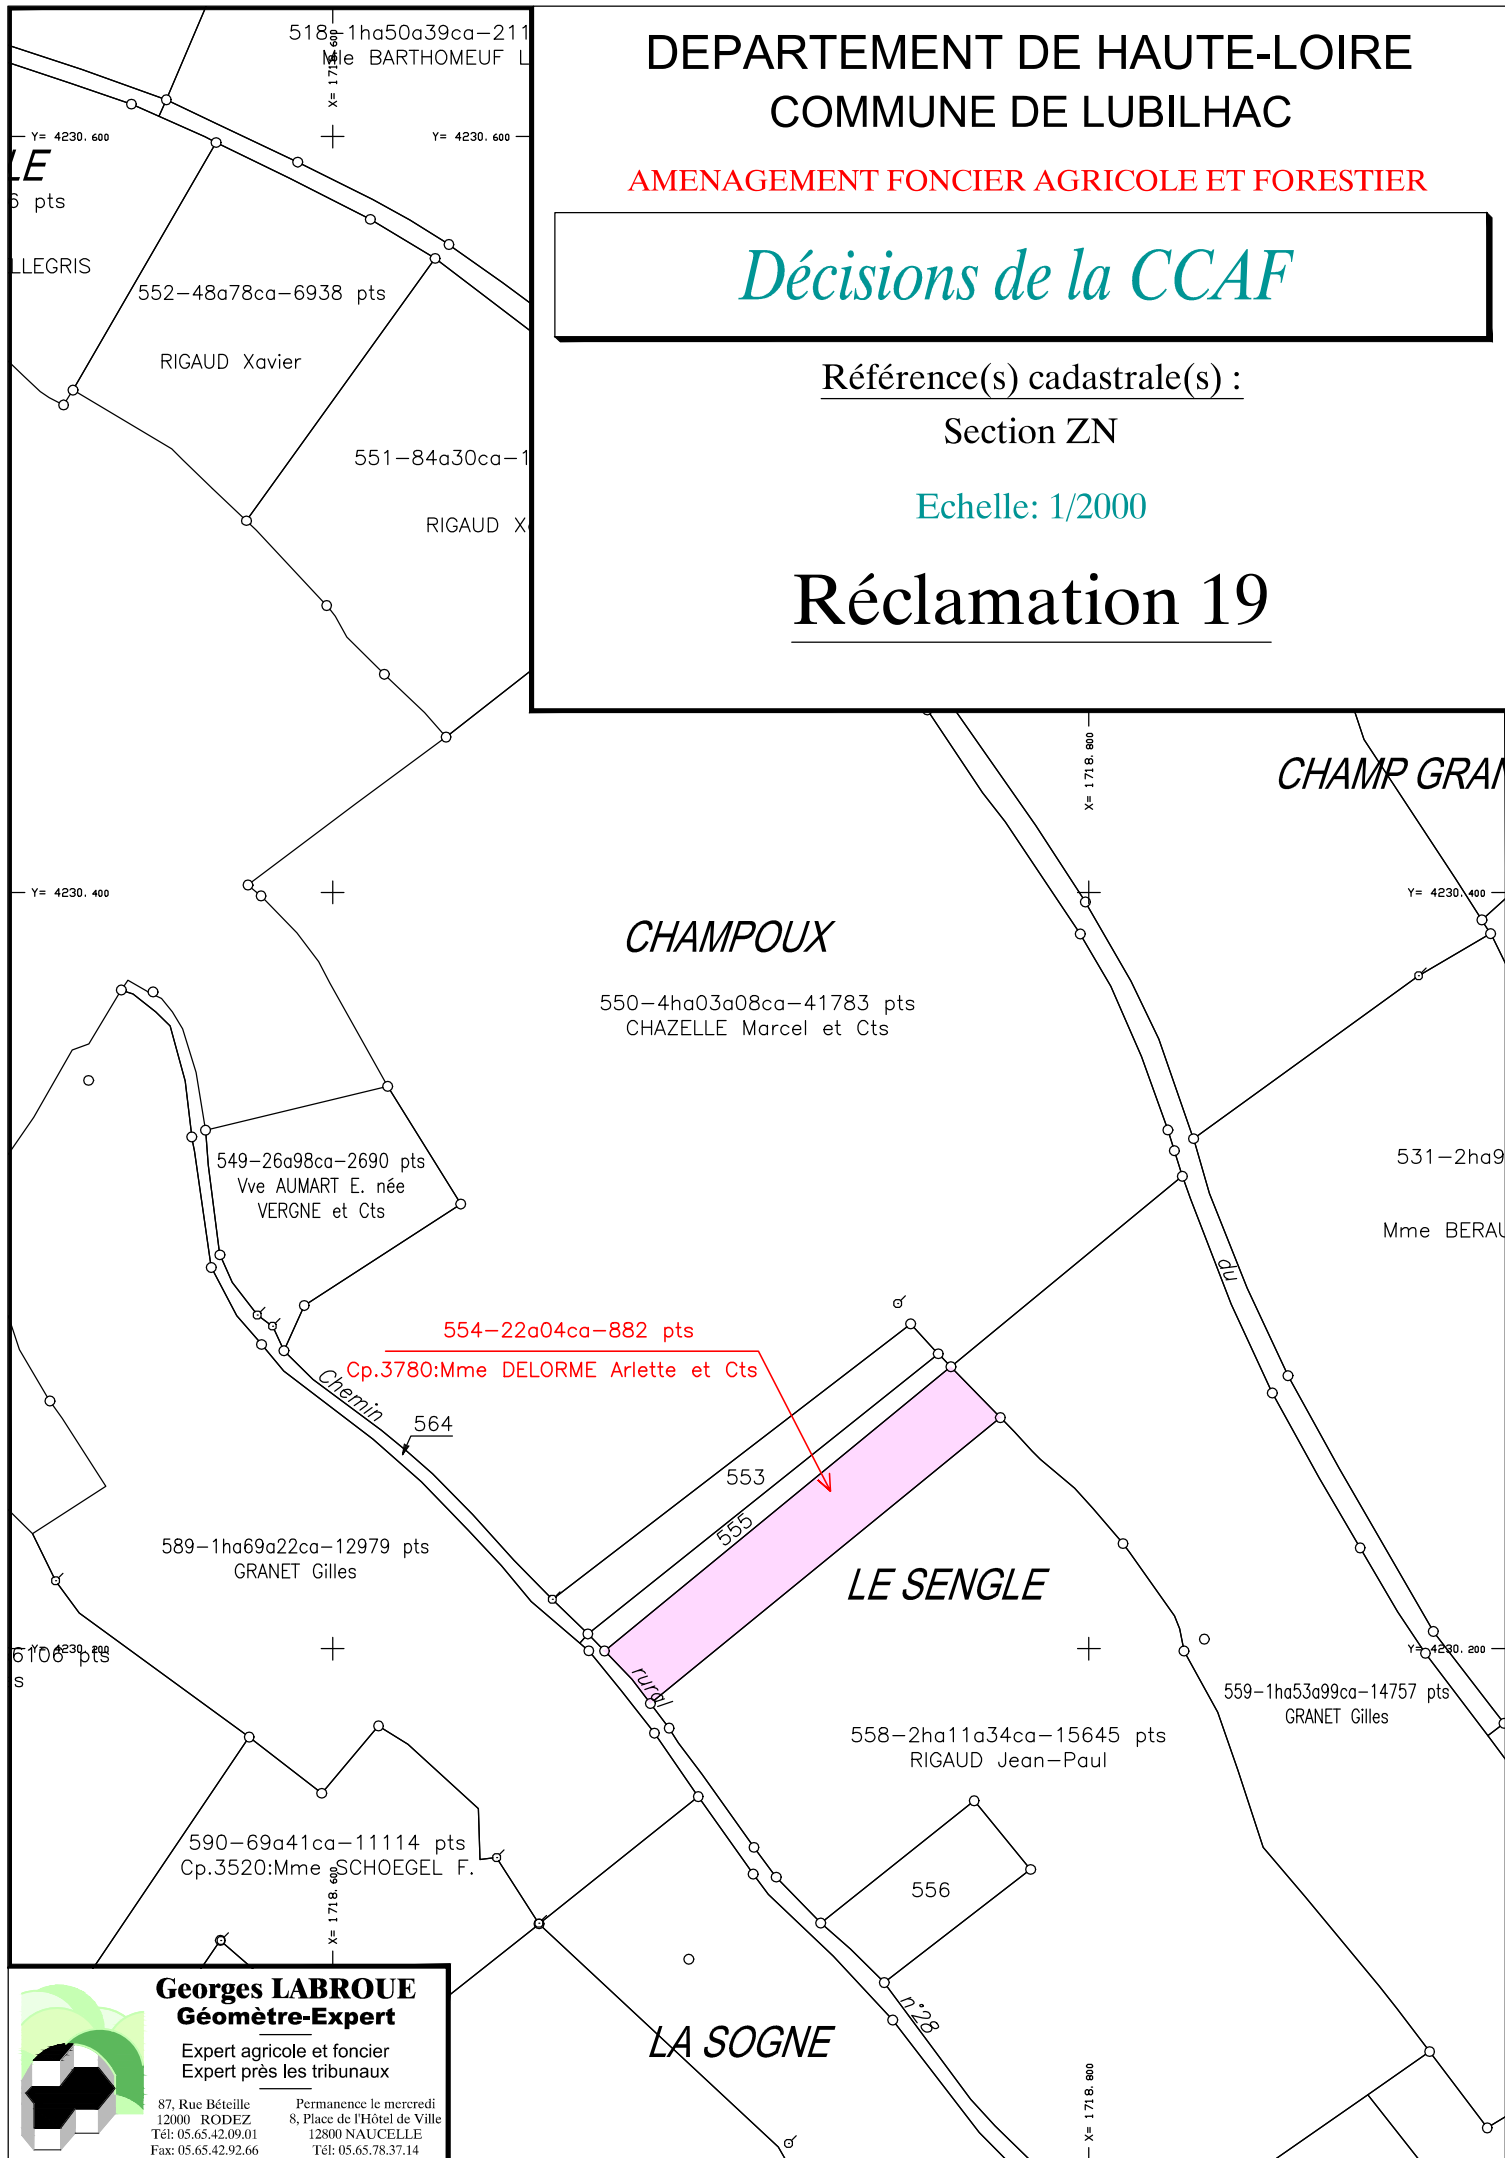 518-1ha50a39ca-211
Mle BARTHOMEUF L
X= 1718.600
Y= 4230.600
Y= 4230.600
LE
6 pts
LLEGRIS
552-48a78ca-6938 pts
RIGAUD Xavier
551-84a30ca-1
RIGAUD X
DEPARTEMENT DE HAUTE-LOIRE
COMMUNE DE LUBILHAC
AMENAGEMENT FONCIER AGRICOLE ET FORESTIER
Décisions de la CCAF
Référence(s) cadastrale(s) :
Section ZN
Echelle: 1/2000
Réclamation 19
X= 1718.800
CHAMP GRAN
Y= 4230.400
Y= 4230.400
CHAMPOUX
550-4ha03a08ca-41783 pts
CHAZELLE Marcel et Cts
549-26a98ca-2690 pts
Vve AUMART E. née
VERGNE et Cts
531-2ha9
Mme BERAU
du
554-22a04ca-882 pts
Cp.3780:Mme DELORME Arlette et Cts
Chemin
564
553
555
589-1ha69a22ca-12979 pts
GRANET Gilles
LE SENGLE
6106 pts
s
Y= 4230.200
Y= 4230.200
rural
559-1ha53a99ca-14757 pts
GRANET Gilles
558-2ha11a34ca-15645 pts
RIGAUD Jean-Paul
590-69a41ca-11114 pts
Cp.3520:Mme SCHOEGEL F.
X= 1718.600
556
n°28
LA SOGNE
X= 1718.800
Georges LABROUE
Géomètre-Expert
Expert agricole et foncier
Expert près les tribunaux
87, Rue Béteille
12000 RODEZ
Tél: 05.65.42.09.01
Fax: 05.65.42.92.66
Permanence le mercredi
8, Place de l'Hôtel de Ville
12800 NAUCELLE
Tél: 05.65.78.37.14